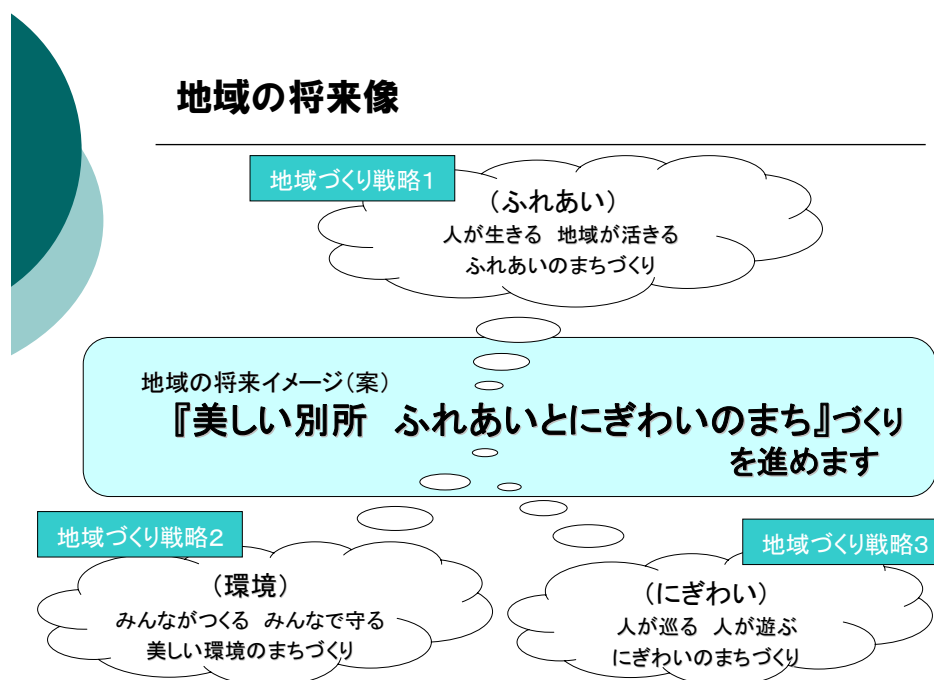 地域の将来像
地域づくり戦略1
（ふれあい）
人が生きる 地域が活きる
ふれあいのまちづくり
地域の将来イメージ（案）
『美しい別所　ふれあいとにぎわいのまち』づくり
を進めます
地域づくり戦略2
（環境）
みんながつくる みんなで守る
美しい環境のまちづくり
地域づくり戦略3
（にぎわい）
人が巡る 人が遊ぶ
にぎわいのまちづくり